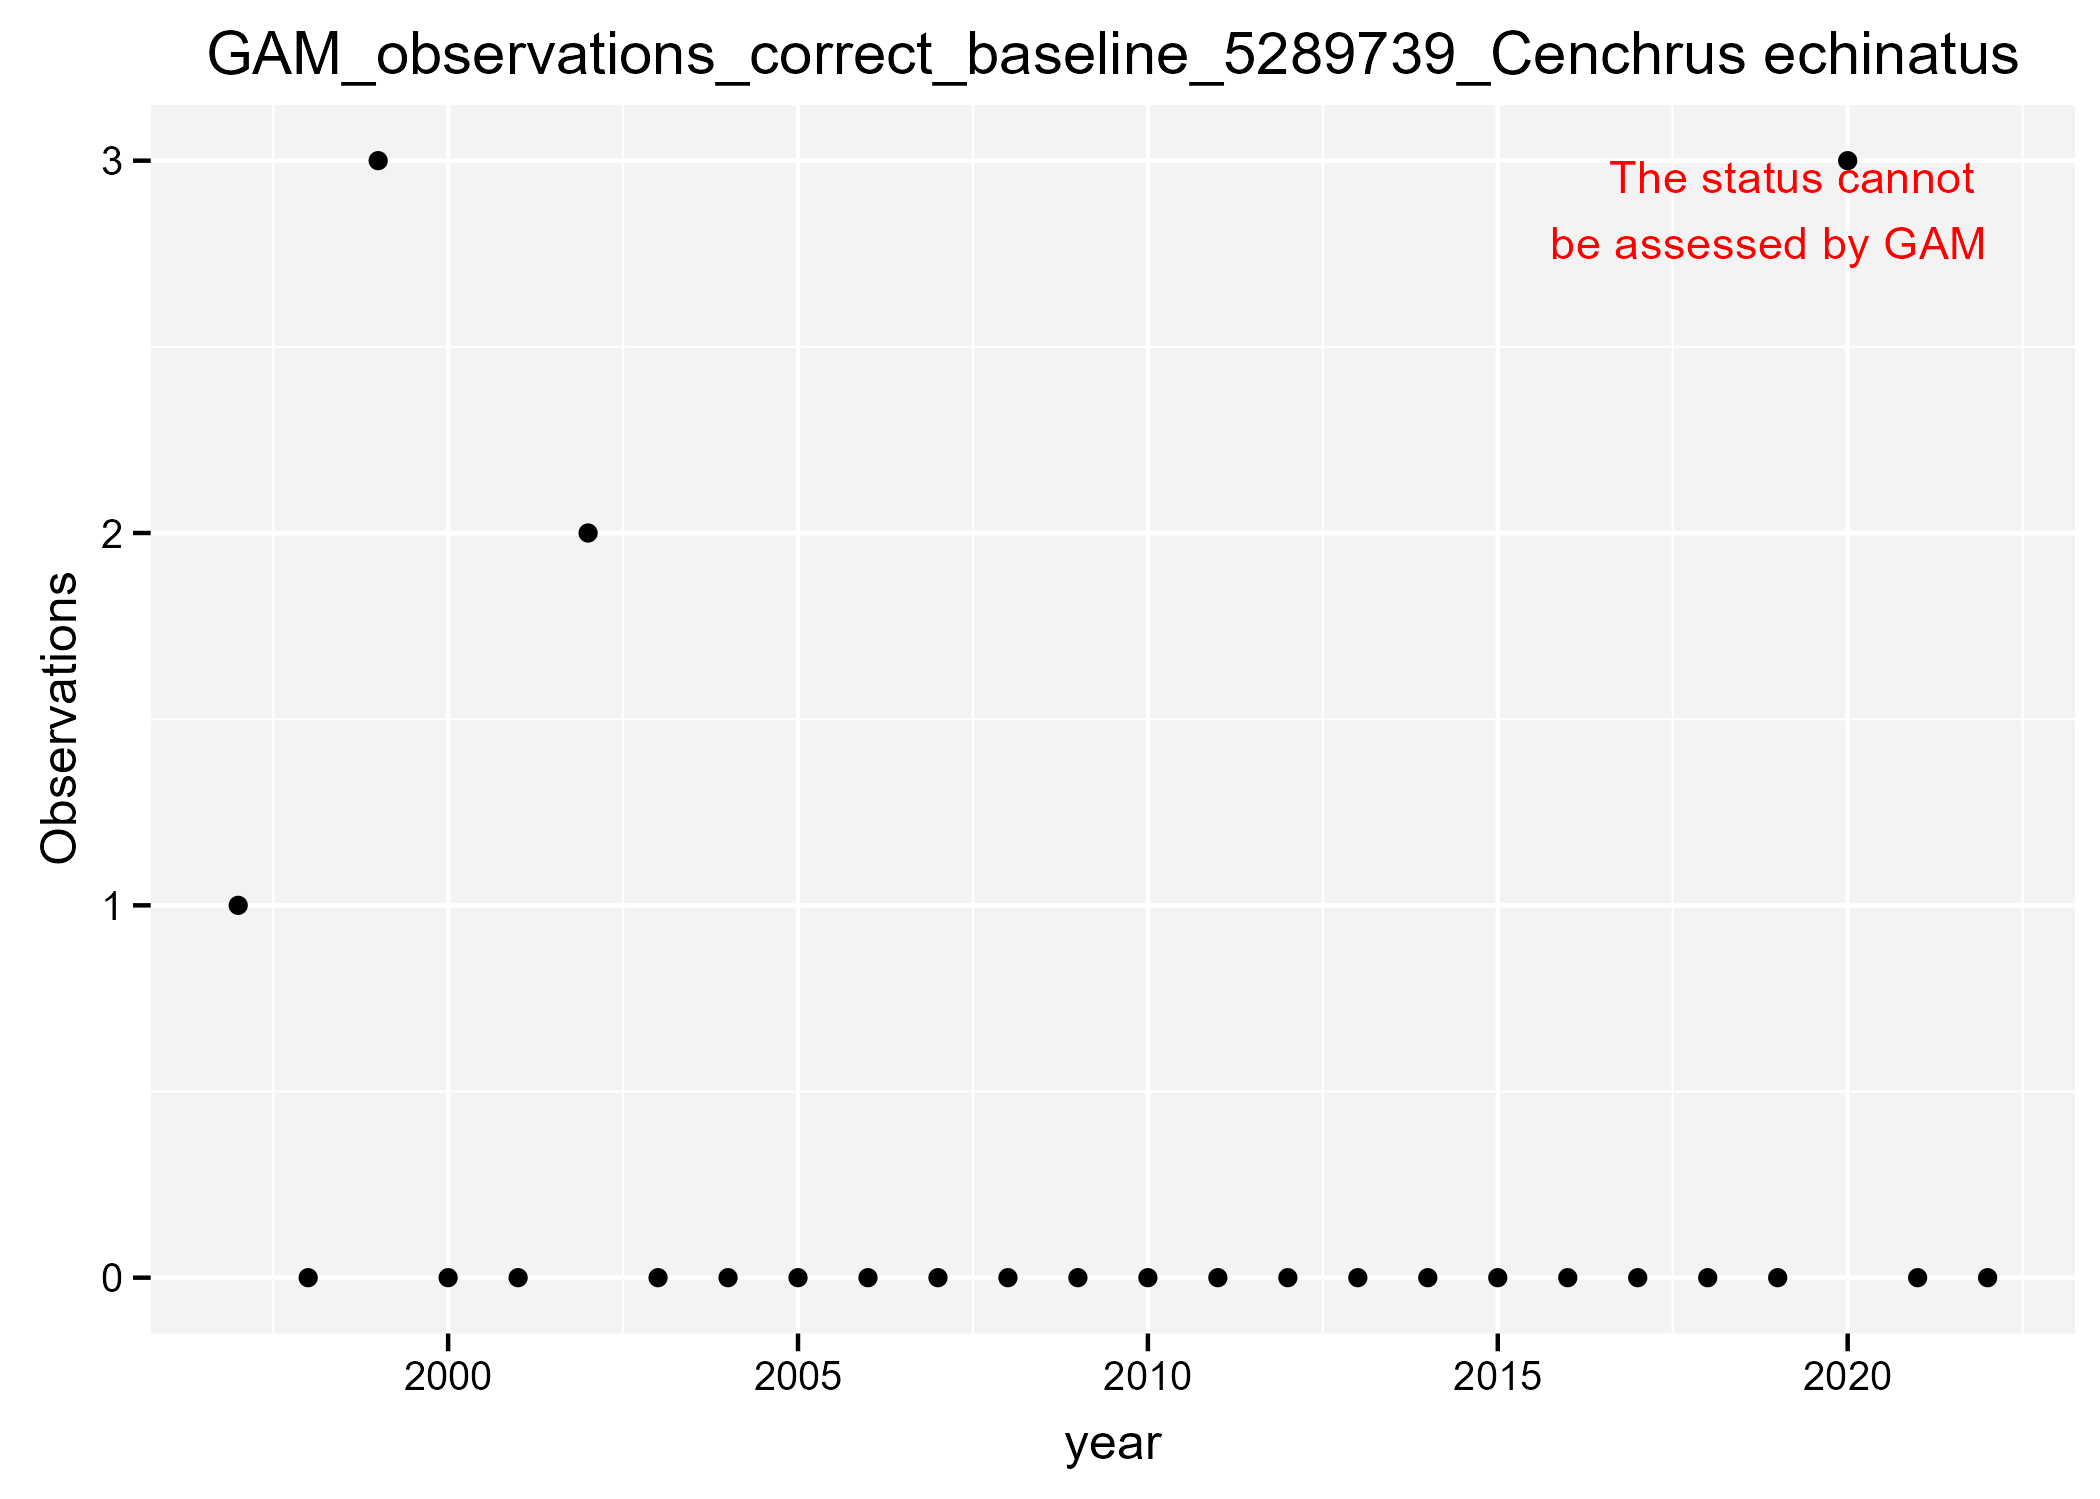 GAM_observations_correct_baseline_5289739_Cenchrus echinatus
3
The status cannot
be assessed by GAM
2
Observations
1
0
2000 2005 2010 2015 2020
year